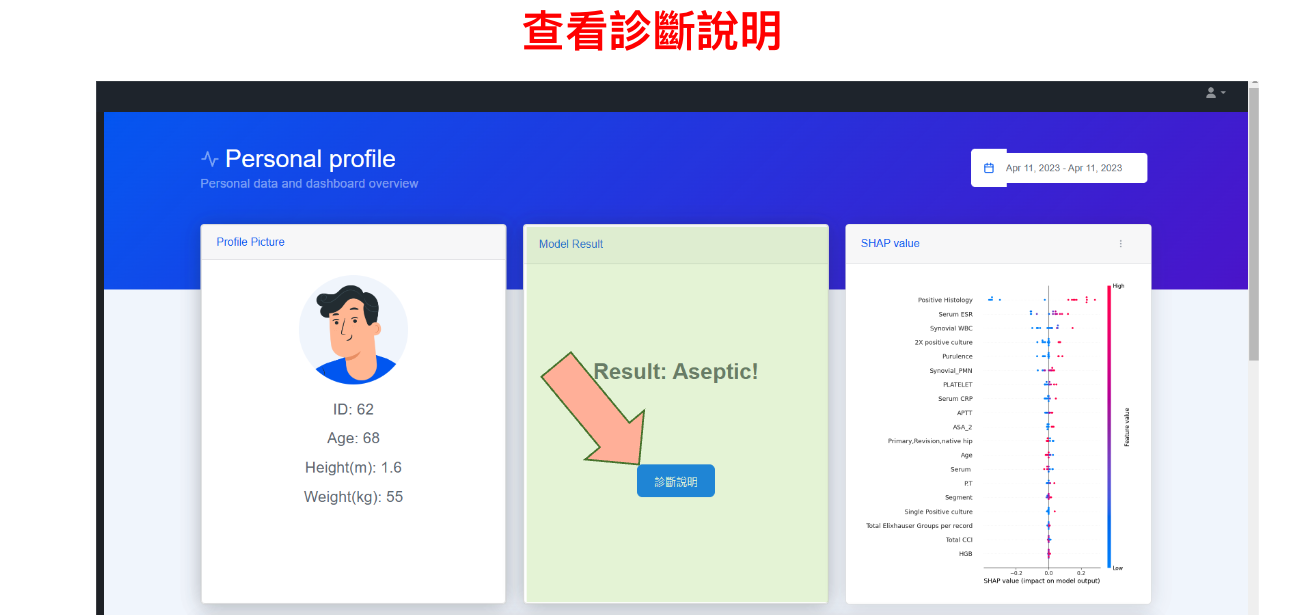 查看診斷說明
Personal profile
Personal data and dashboard overview
Apr 11, 2023 - Apr 11, 2023
Profile Picture
ID: 62
Age: 68
Height(m): 1.6
Weight(kg): 55
Model Result
Result: Aseptic!
診斷說明
SHAP value
High
Positive Histology
Serum ESR
Synovial WBC
2X positive culture
Purulence
Synovial_PMN
PLATELET
Serum CRP
APTT
ASA_2
Primary,Revision,native hip
Age
Serum
P.T
Segment
Single Positive culture
Total Elixhauser Groups per record
Total CCI
HGB
Low
Feature value
−0.2 0.0 0.2
SHAP value (impact on model output)